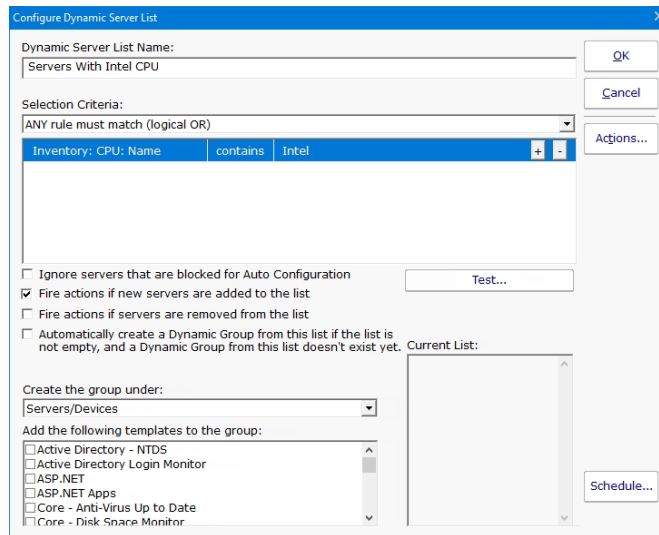 Configure Dynamic Server List
Dynamic Server List Name:
Servers With Intel CPU
OK
Cancel
Selection Criteria:
ANY rule must match (logical OR)
Actions...
Inventory: CPU: Name contains Intel + -
Ignore servers that are blocked for Auto Configuration
Test...
Fire actions if new servers are added to the list
Fire actions if servers are removed from the list
Automatically create a Dynamic Group from this list if the list is
not empty, and a Dynamic Group from this list doesn't exist yet.
Current List:
Create the group under:
Servers/Devices
Add the following templates to the group:
Active Directory - NTDS
Active Directory Login Monitor
ASP.NET
ASP.NET Apps
Core - Anti-Virus Up to Date
Core - Disk Space Monitor
Schedule...